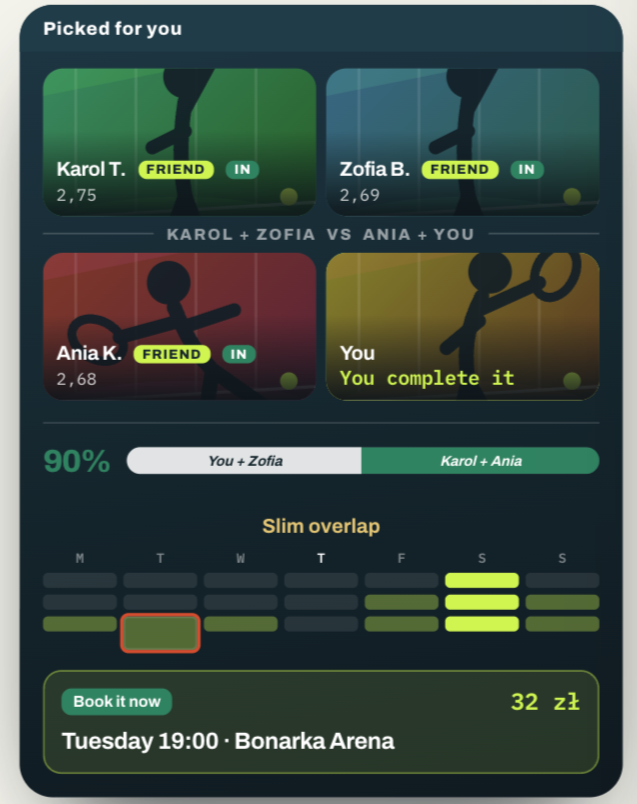 Picked for you
Karol T. FRIEND IN
2,75
Zofia B. FRIEND IN
2,69
KAROL + ZOFIA VS ANIA + YOU
Ania K. FRIEND IN
2,68
You
You complete it
90% You + Zofia Karol + Ania
Slim overlap
M T W T F S S
Book it now 32 zł
Tuesday 19:00 · Bonarka Arena